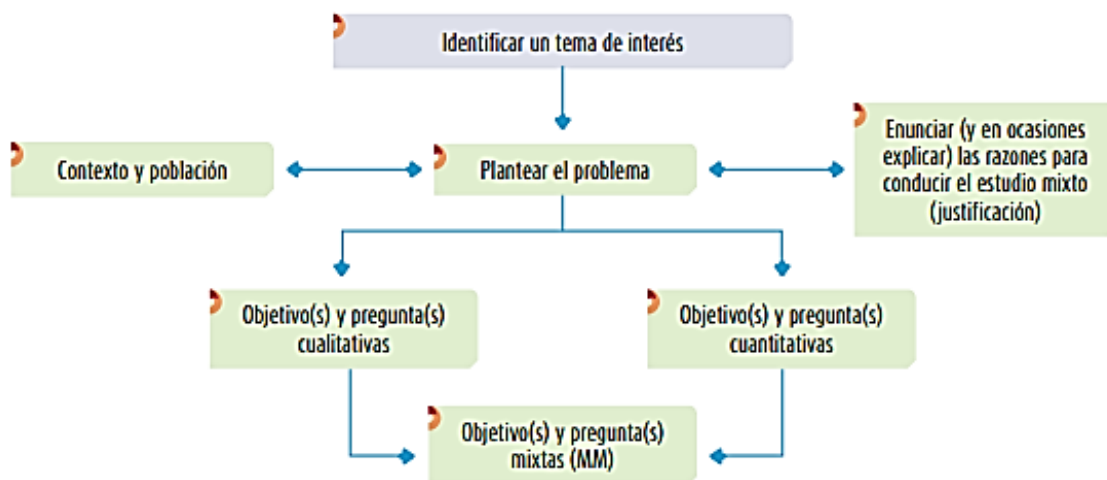 Identificar un tema de interés
Contexto y población
Plantear el problema
Enunciar (y en ocasiones
explicar) las razones para
conducir el estudio mixto
(justificación)
Objetivo(s) y pregunta(s)
cualitativas
Objetivo(s) y pregunta(s)
cuantitativas
Objetivo(s) y pregunta(s)
mixtas (MM)